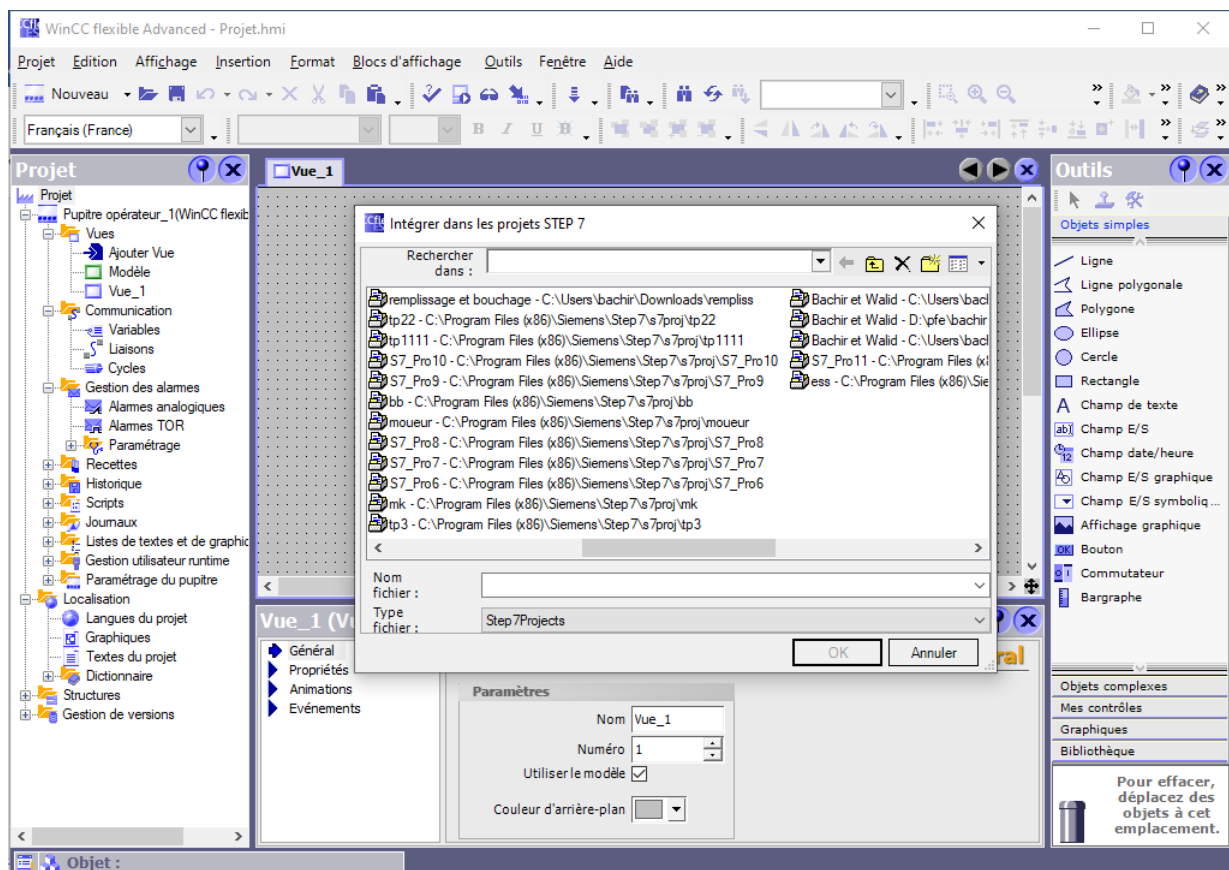 WinCC flexible Advanced - Projet.hmi
Projet Edition Affichage Insertion Format Blocs d'affichage Outils Fenêtre Aide
Nouveau
Français (France)
B I U
Projet
Projet
Pupitre opérateur_1(WinCC flexib
Vues
Ajouter Vue
Modèle
Vue_1
Communication
Variables
Liaisons
Cycles
Gestion des alarmes
Alarmes analogiques
Alarmes TOR
Paramétrage
Recettes
Historique
Scripts
Journaux
Listes de textes et de graphic
Gestion utilisateur runtime
Paramétrage du pupitre
Localisation
Langues du projet
Graphiques
Textes du projet
Dictionnaire
Structures
Gestion de versions
Vue_1
Intégrer dans les projets STEP 7
Rechercher
dans :
remplissage et bouchage - C:\Users\bachir\Downloads\rempliss
tp22 - C:\Program Files (x86)\Siemens\Step7\s7proj\tp22
tp1111 - C:\Program Files (x86)\Siemens\Step7\s7proj\tp1111
S7_Pro10 - C:\Program Files (x86)\Siemens\Step7\s7proj\S7_Pro10
S7_Pro9 - C:\Program Files (x86)\Siemens\Step7\s7proj\S7_Pro9
bb - C:\Program Files (x86)\Siemens\Step7\s7proj\bb
moueur - C:\Program Files (x86)\Siemens\Step7\s7proj\moueur
S7_Pro8 - C:\Program Files (x86)\Siemens\Step7\s7proj\S7_Pro8
S7_Pro7 - C:\Program Files (x86)\Siemens\Step7\s7proj\S7_Pro7
S7_Pro6 - C:\Program Files (x86)\Siemens\Step7\s7proj\S7_Pro6
mk - C:\Program Files (x86)\Siemens\Step7\s7proj\mk
tp3 - C:\Program Files (x86)\Siemens\Step7\s7proj\tp3
Bachir et Walid - C:\Users\bacl
Bachir et Walid - D:\pfe\bachir
Bachir et Walid - C:\Users\bacl
S7_Pro11 - C:\Program Files (x
ess - C:\Program Files (x86)\Sie
Nom
fichier :
Type
fichier :
Step7Projects
OK
Annuler
Vue_1 (Vu
ral
Général
Propriétés
Animations
Evénements
Paramètres
Nom Vue_1
Numéro 1
Utiliser le modèle
Couleur d'arrière-plan
Outils
Objets simples
Ligne
Ligne polygonale
Polygone
Ellipse
Cercle
Rectangle
A Champ de texte
ab Champ E/S
12 Champ date/heure
Champ E/S graphique
Champ E/S symboliq...
Affichage graphique
OK Bouton
Commutateur
Bargraphe
Objets complexes
Mes contrôles
Graphiques
Bibliothèque
Pour effacer,
déplacez des
objets à cet
emplacement.
Objet :